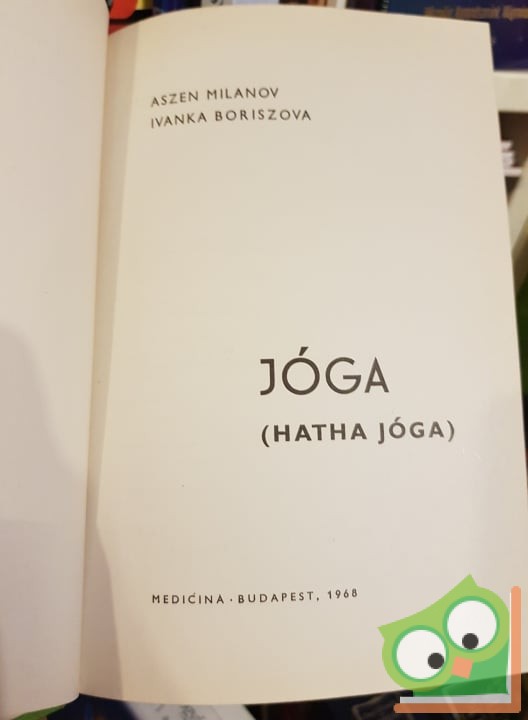 ASZEN MILANOV
IVANKA BORISZOVA
JÓGA
(HATHA JÓGA)
MEDICINA · BUDAPEST, 1968